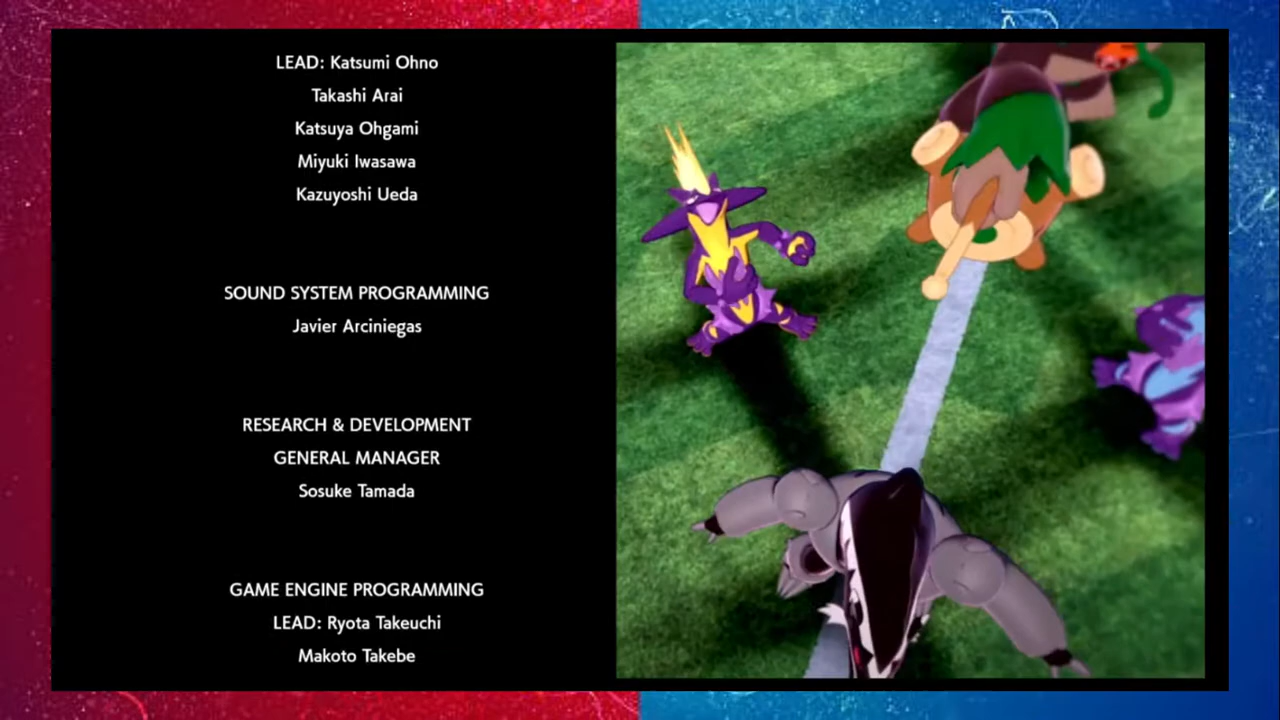 LEAD: Katsumi Ohno
Takashi Arai
Katsuya Ohgami
Miyuki Iwasawa
Kazuyoshi Ueda
SOUND SYSTEM PROGRAMMING
Javier Arciniegas
RESEARCH & DEVELOPMENT
GENERAL MANAGER
Sosuke Tamada
GAME ENGINE PROGRAMMING
LEAD: Ryota Takeuchi
Makoto Takebe